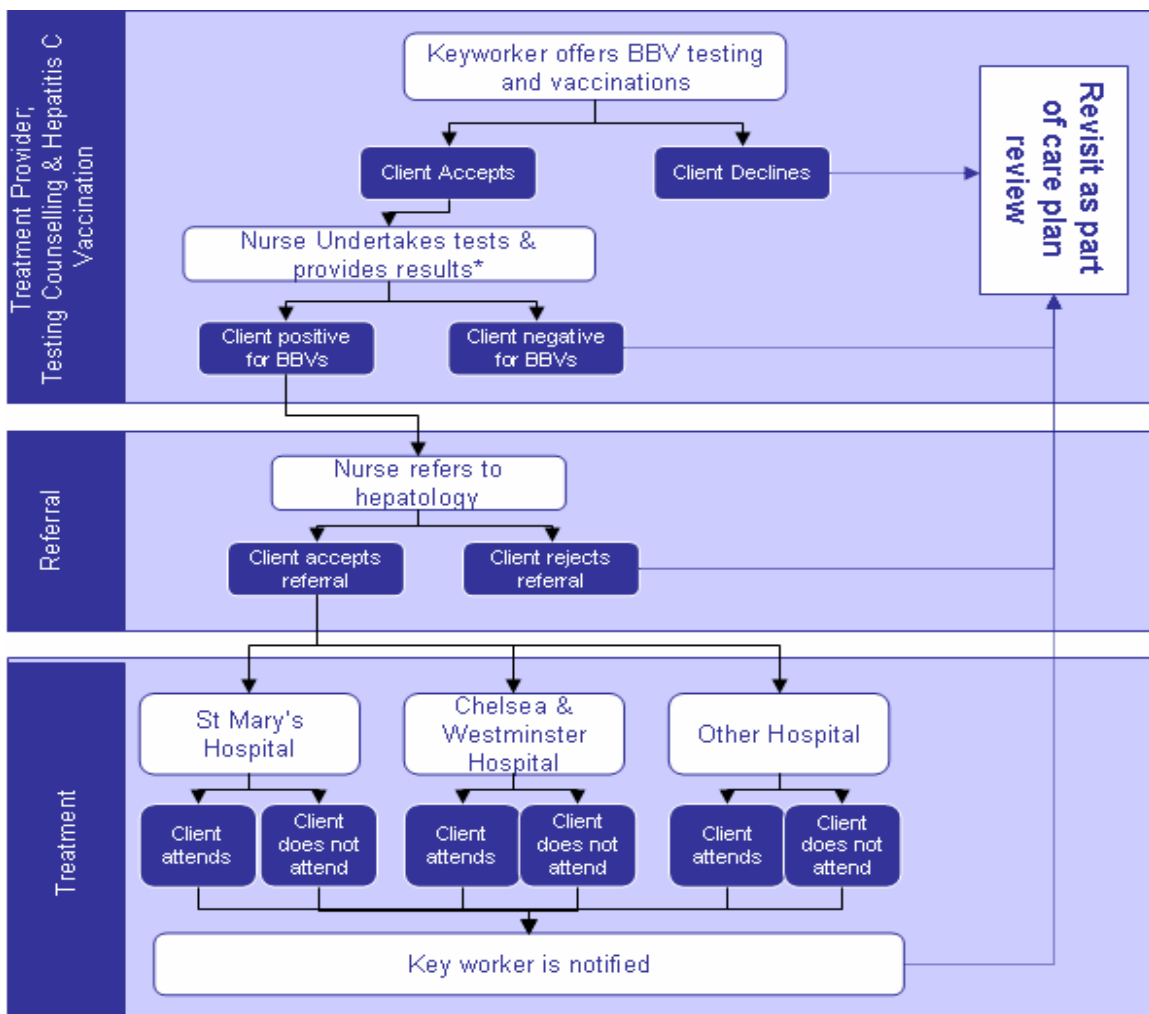 Treatment Provider;
Testing Counselling & Hepatitis C
Vaccination
Keyworker offers BBV testing
and vaccinations
Revisit as part
of care plan
review
Client Accepts
Client Declines
Nurse Undertakes tests &
provides results*
Client positive
for BBVs
Client negative
for BBVs
Referral
Nurse refers to
hepatology
Client accepts
referral
Client rejects
referral
Treatment
St Mary's
Hospital
Chelsea &
Westminster
Hospital
Other Hospital
Client
attends
Client
does not
attend
Client
attends
Client
does not
attend
Client
attends
Client
does not
attend
Key worker is notified